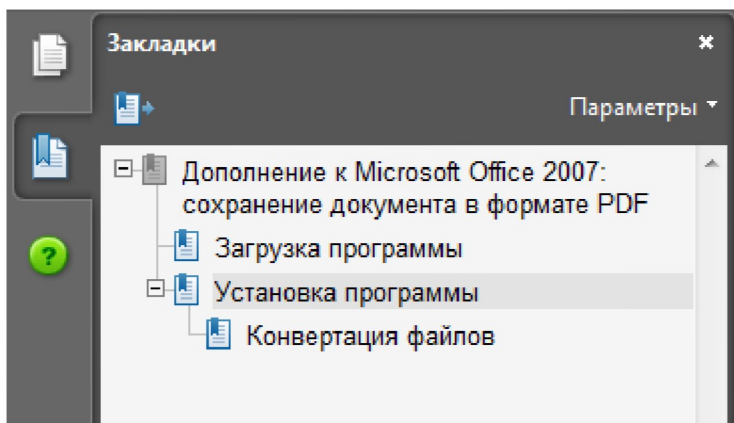 Закладки
Параметры
Дополнение к Microsoft Office 2007:
сохранение документа в формате PDF
Загрузка программы
Установка программы
Конвертация файлов
?